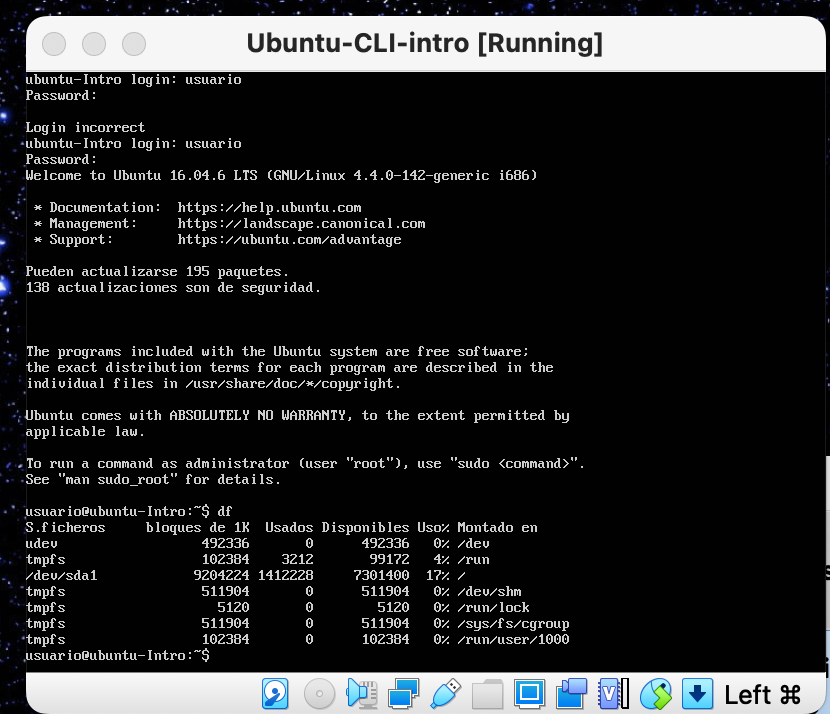 Ubuntu-CLI-intro [Running]
ubuntu-Intro login: usuario
Password:
Login incorrect
ubuntu-Intro login: usuario
Password:
Welcome to Ubuntu 16.04.6 LTS (GNU/Linux 4.4.0-142-generic i686)
* Documentation:  https://help.ubuntu.com
* Management:     https://landscape.canonical.com
* Support:        https://ubuntu.com/advantage
Pueden actualizarse 195 paquetes.
138 actualizaciones son de seguridad.
The programs included with the Ubuntu system are free software;
the exact distribution terms for each program are described in the
individual files in /usr/share/doc/*/copyright.
Ubuntu comes with ABSOLUTELY NO WARRANTY, to the extent permitted by
applicable law.
To run a command as administrator (user "root"), use "sudo <command>".
See "man sudo_root" for details.
usuario@ubuntu-Intro:~$ df
S.ficheros     bloques de 1K  Usados Disponibles Uso% Montado en
udev                  492336       0      492336   0% /dev
tmpfs                 102384    3212       99172   4% /run
/dev/sda1            9204224 1412228     7301400  17% /
tmpfs                 511904       0      511904   0% /dev/shm
tmpfs                   5120       0        5120   0% /run/lock
tmpfs                 511904       0      511904   0% /sys/fs/cgroup
tmpfs                 102384       0      102384   0% /run/user/1000
usuario@ubuntu-Intro:~$
V
Left ⌘